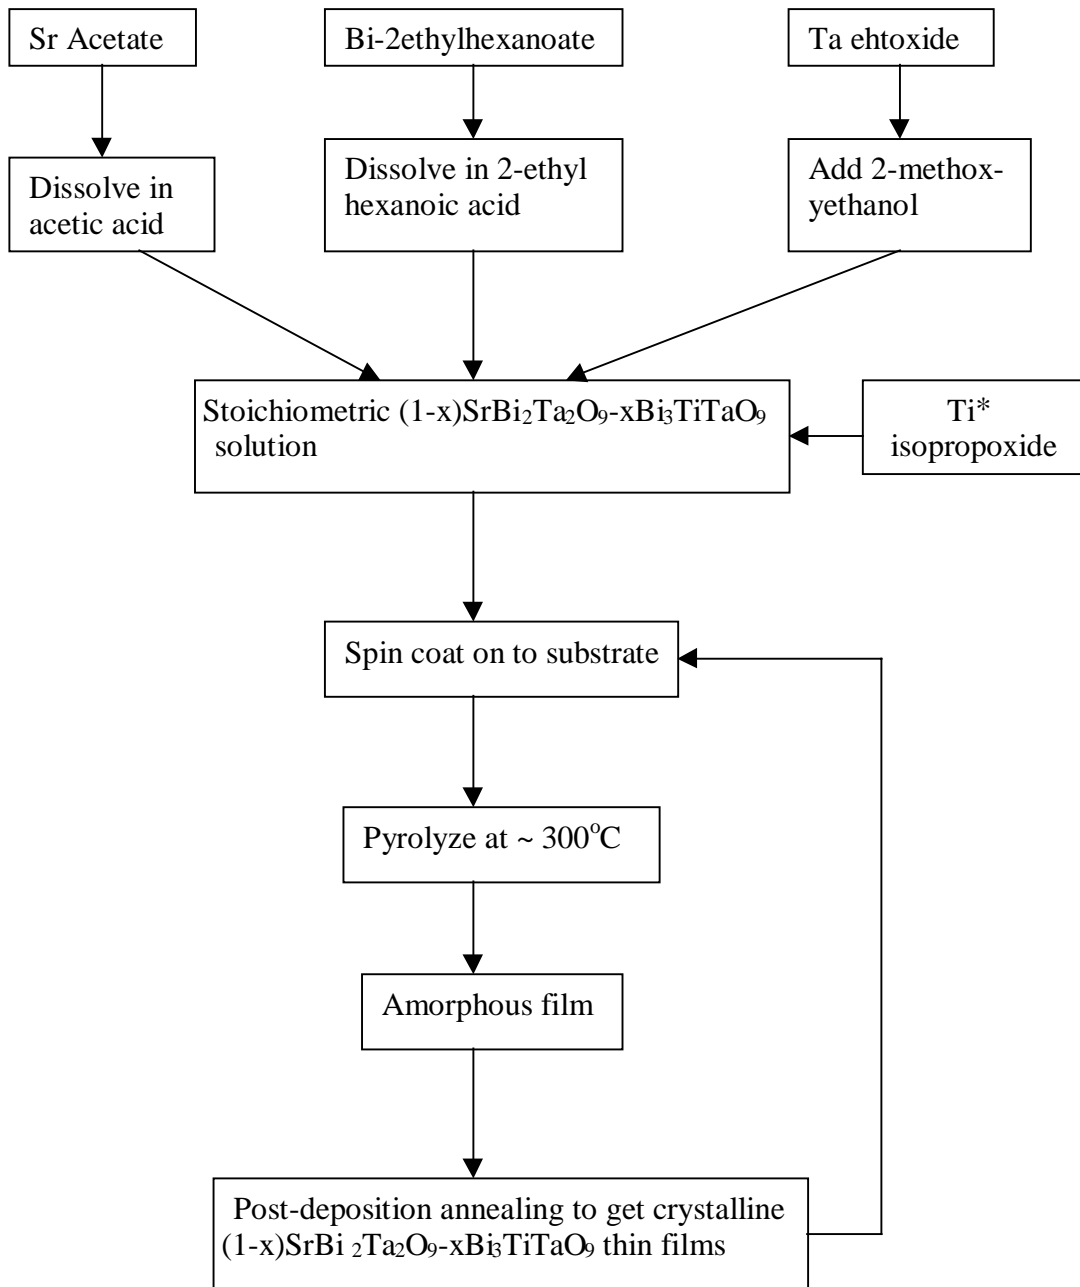 Sr Acetate
Bi-2ethylhexanoate
Ta ehtoxide
Dissolve in
acetic acid
Dissolve in 2-ethyl
hexanoic acid
Add 2-methox-
yethanol
Stoichiometric (1-x)SrBi₂Ta₂O₉-xBi₃TiTaO₉
solution
Ti*
isopropoxide
Spin coat on to substrate
Pyrolyze at ~ 300°C
Amorphous film
Post-deposition annealing to get crystalline
(1-x)SrBi ₂Ta₂O₉-xBi₃TiTaO₉ thin films